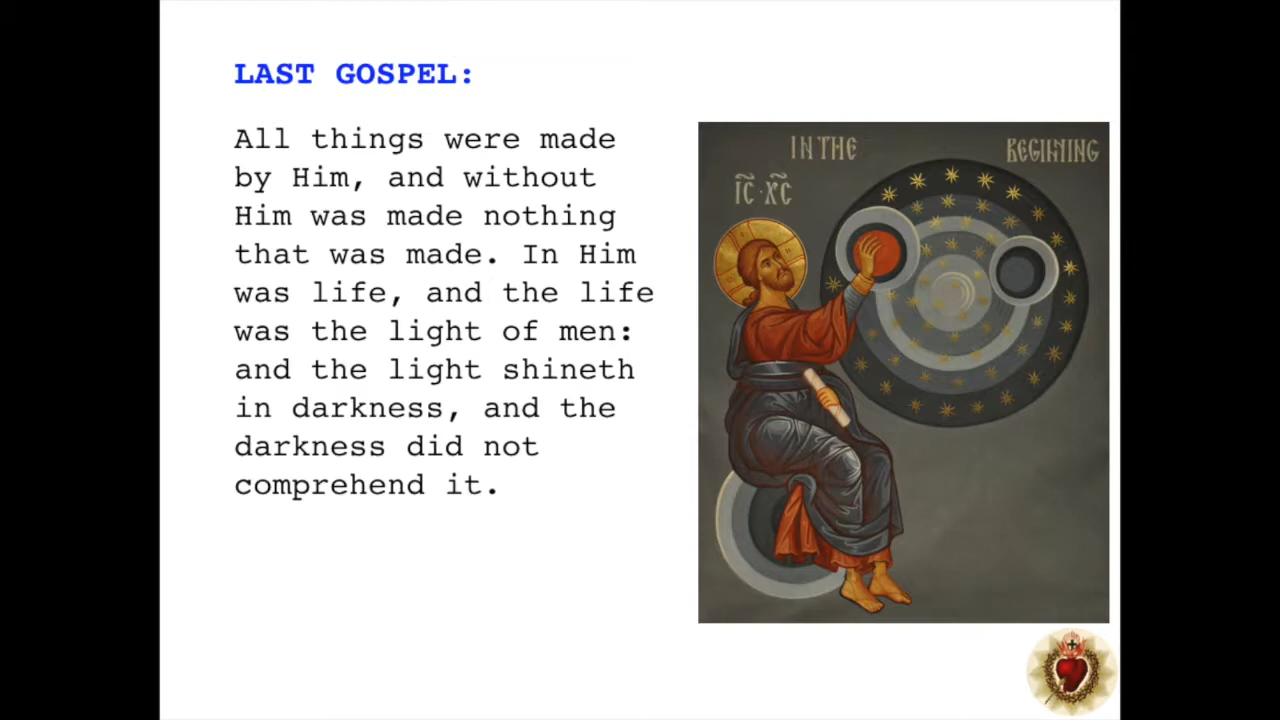 LAST GOSPEL:
All things were made
by Him, and without
Him was made nothing
that was made. In Him
was life, and the life
was the light of men:
and the light shineth
in darkness, and the
darkness did not
comprehend it.
IN THE BEGINNING
IC·XC